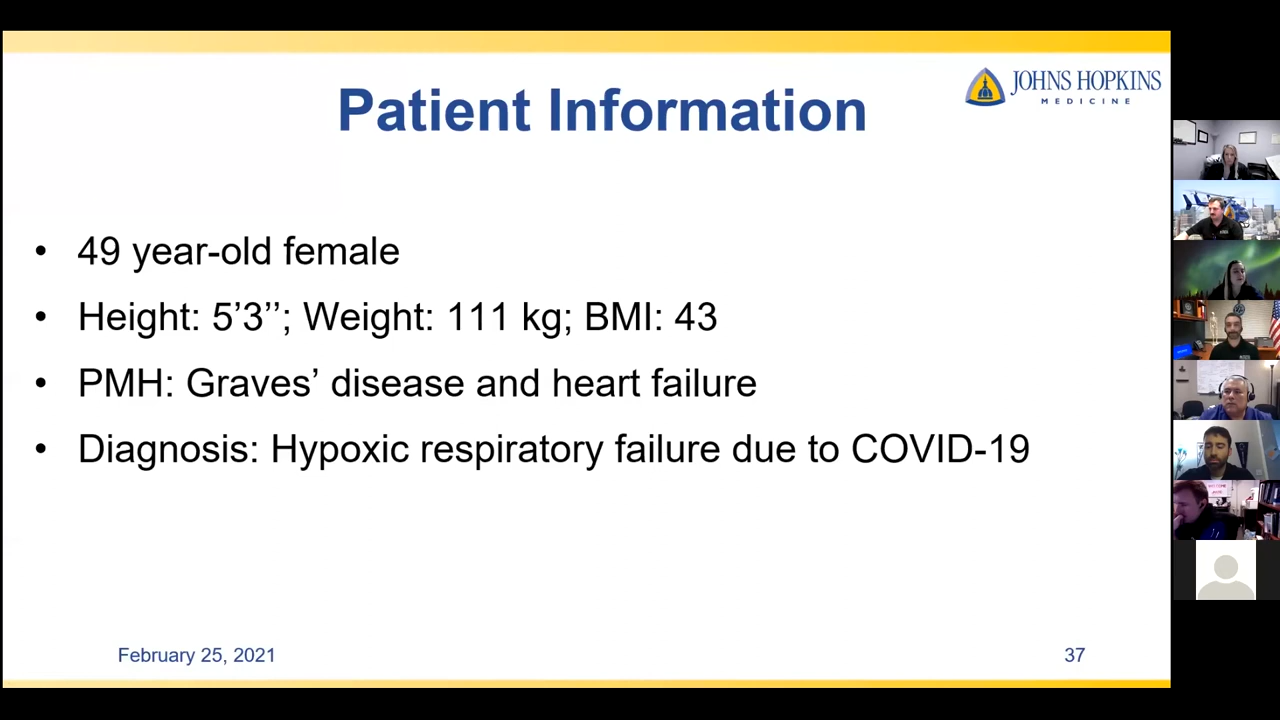 JOHNS HOPKINS
MEDICINE
Patient Information
• 49 year-old female
• Height: 5’3’’; Weight: 111 kg; BMI: 43
• PMH: Graves’ disease and heart failure
• Diagnosis: Hypoxic respiratory failure due to COVID-19
February 25, 2021
37